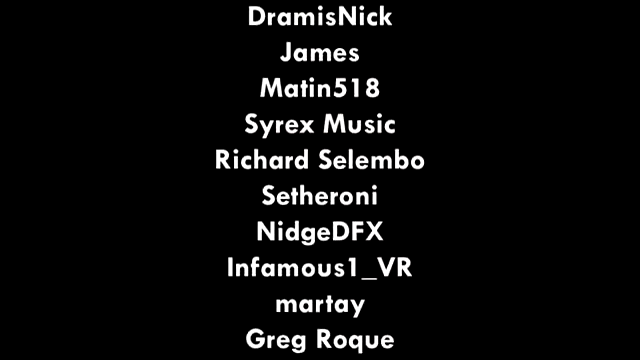 DramisNick
James
Matin518
Syrex Music
Richard Selembo
Setheroni
NidgeDFX
Infamous1_VR
martay
Greg Roque